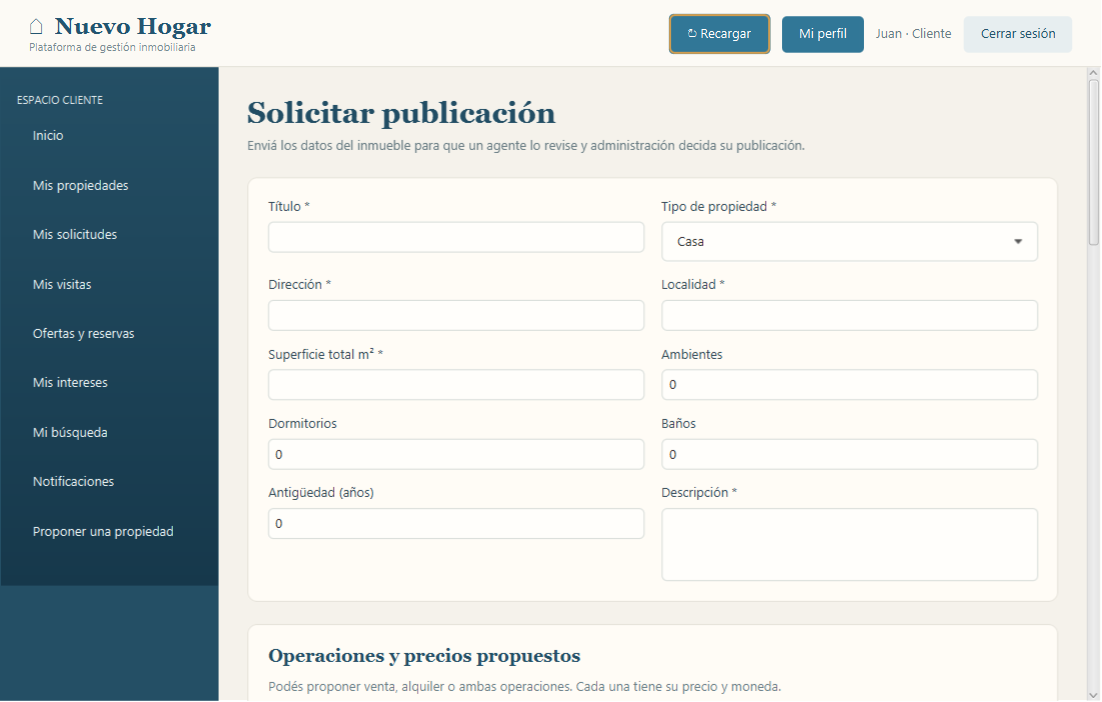 Nuevo Hogar
Plataforma de gestión inmobiliaria
Recargar
Mi perfil
Juan · Cliente
Cerrar sesión
ESPACIO CLIENTE
Inicio
Mis propiedades
Mis solicitudes
Mis visitas
Ofertas y reservas
Mis intereses
Mi búsqueda
Notificaciones
Proponer una propiedad
Solicitar publicación
Enviá los datos del inmueble para que un agente lo revise y administración decida su publicación.
Título *
Tipo de propiedad *
Casa
Dirección *
Localidad *
Superficie total m² *
Ambientes
0
Dormitorios
Baños
0
0
Antigüedad (años)
Descripción *
0
Operaciones y precios propuestos
Podés proponer venta, alquiler o ambas operaciones. Cada una tiene su precio y moneda.